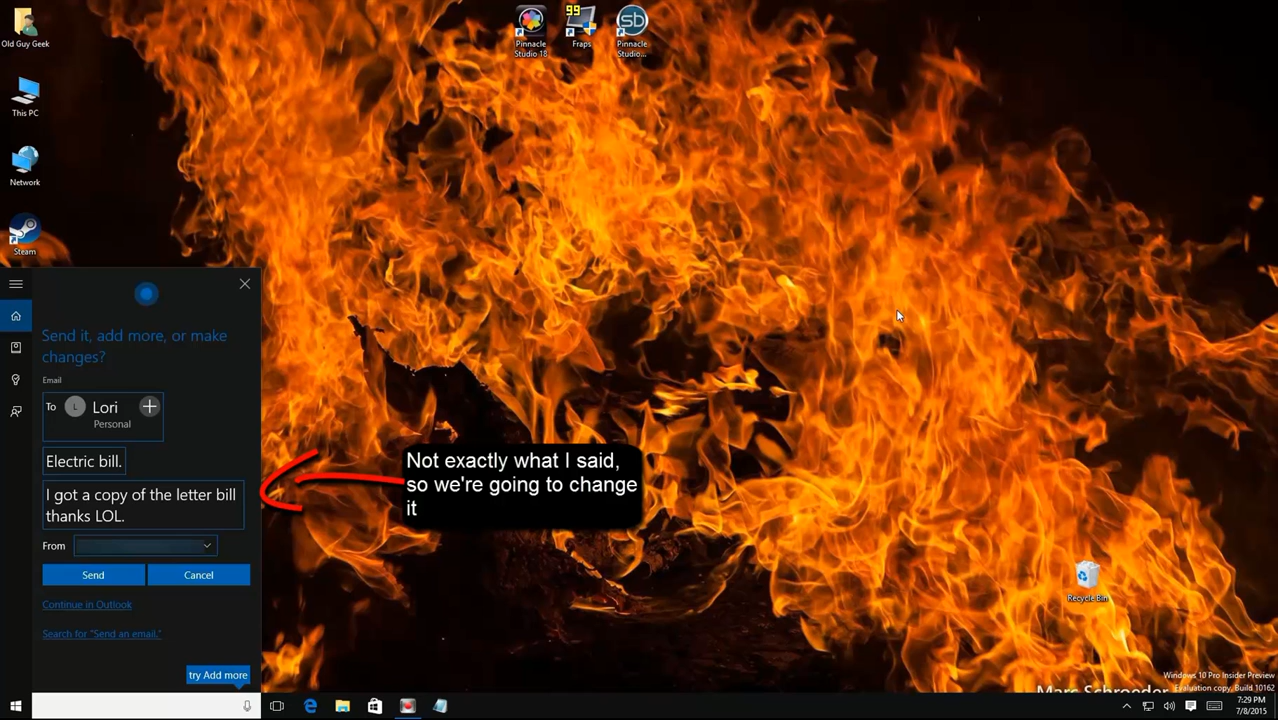 Old Guy Geek
This PC
Network
Steam
Pinnacle
Studio 18
99
Fraps
sb
Pinnacle
Studio...
Send it, add more, or make
changes?
Email
To
L
Lori
Personal
Electric bill.
I got a copy of the letter bill
thanks LOL.
From
Send
Cancel
Continue in Outlook
Search for "Send an email."
try Add more
Not exactly what I said,
so we're going to change
it
Recycle Bin
Windows 10 Pro Insider Preview
Marc Schroeder
Evaluation copy, Build 10162
7:29 PM
7/8/2015